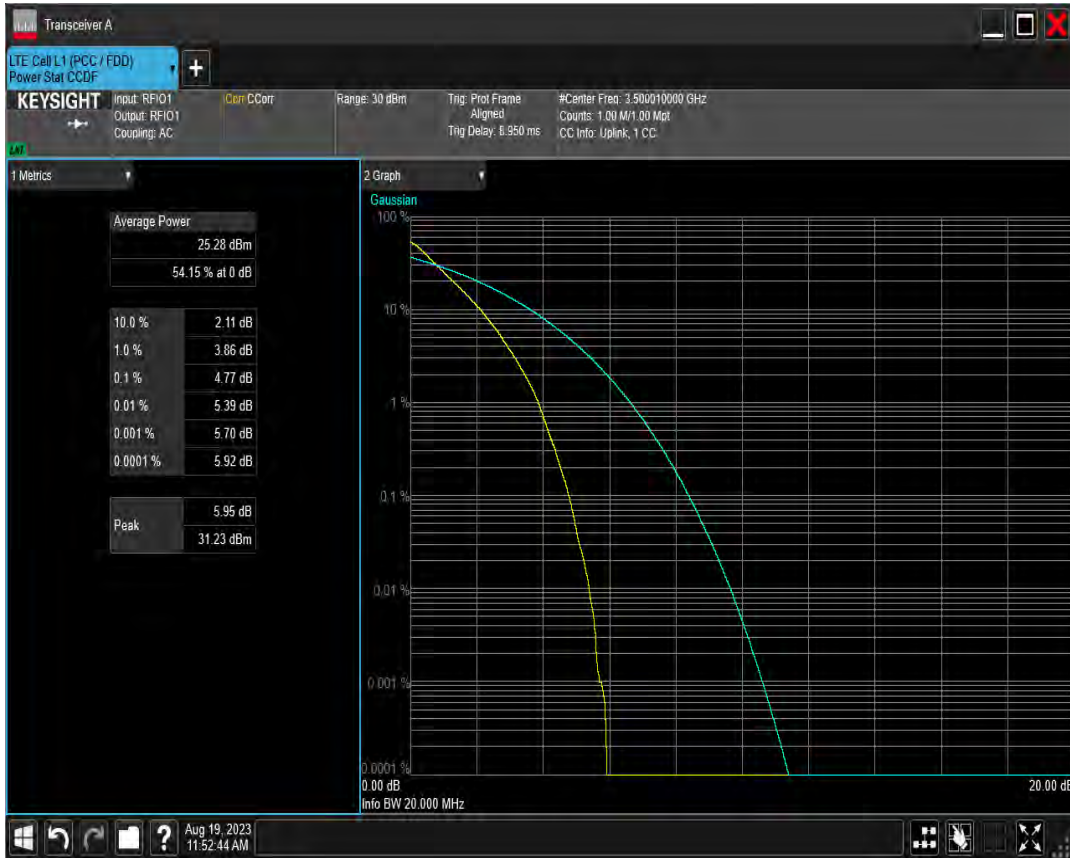 Transceiver A
LTE Cell L1 (PCC / FDD)
Power Stat CCDF
+
KEYSIGHT
Input: RFIO1
Output: RFIO1
Coupling: AC
Corr CCorr
Range: 30 dBm
Trig: Prot Frame
Aligned
Trig Delay: 8.950 ms
#Center Freq: 3.500010000 GHz
Counts: 1.00 M/1.00 Mpt
CC Info: Uplink, 1 CC
1 Metrics
Average Power
25.28 dBm
54.15 % at 0 dB
10.0 % 2.11 dB
1.0 % 3.86 dB
0.1 % 4.77 dB
0.01 % 5.39 dB
0.001 % 5.70 dB
0.0001 % 5.92 dB
Peak 5.95 dB
31.23 dBm
2 Graph
Gaussian
100 %
10 %
1 %
0.1 %
0.01 %
0.001 %
0.0001 %
0.00 dB 20.00 dB
Info BW 20.000 MHz
? Aug 19, 2023
11:52:44 AM